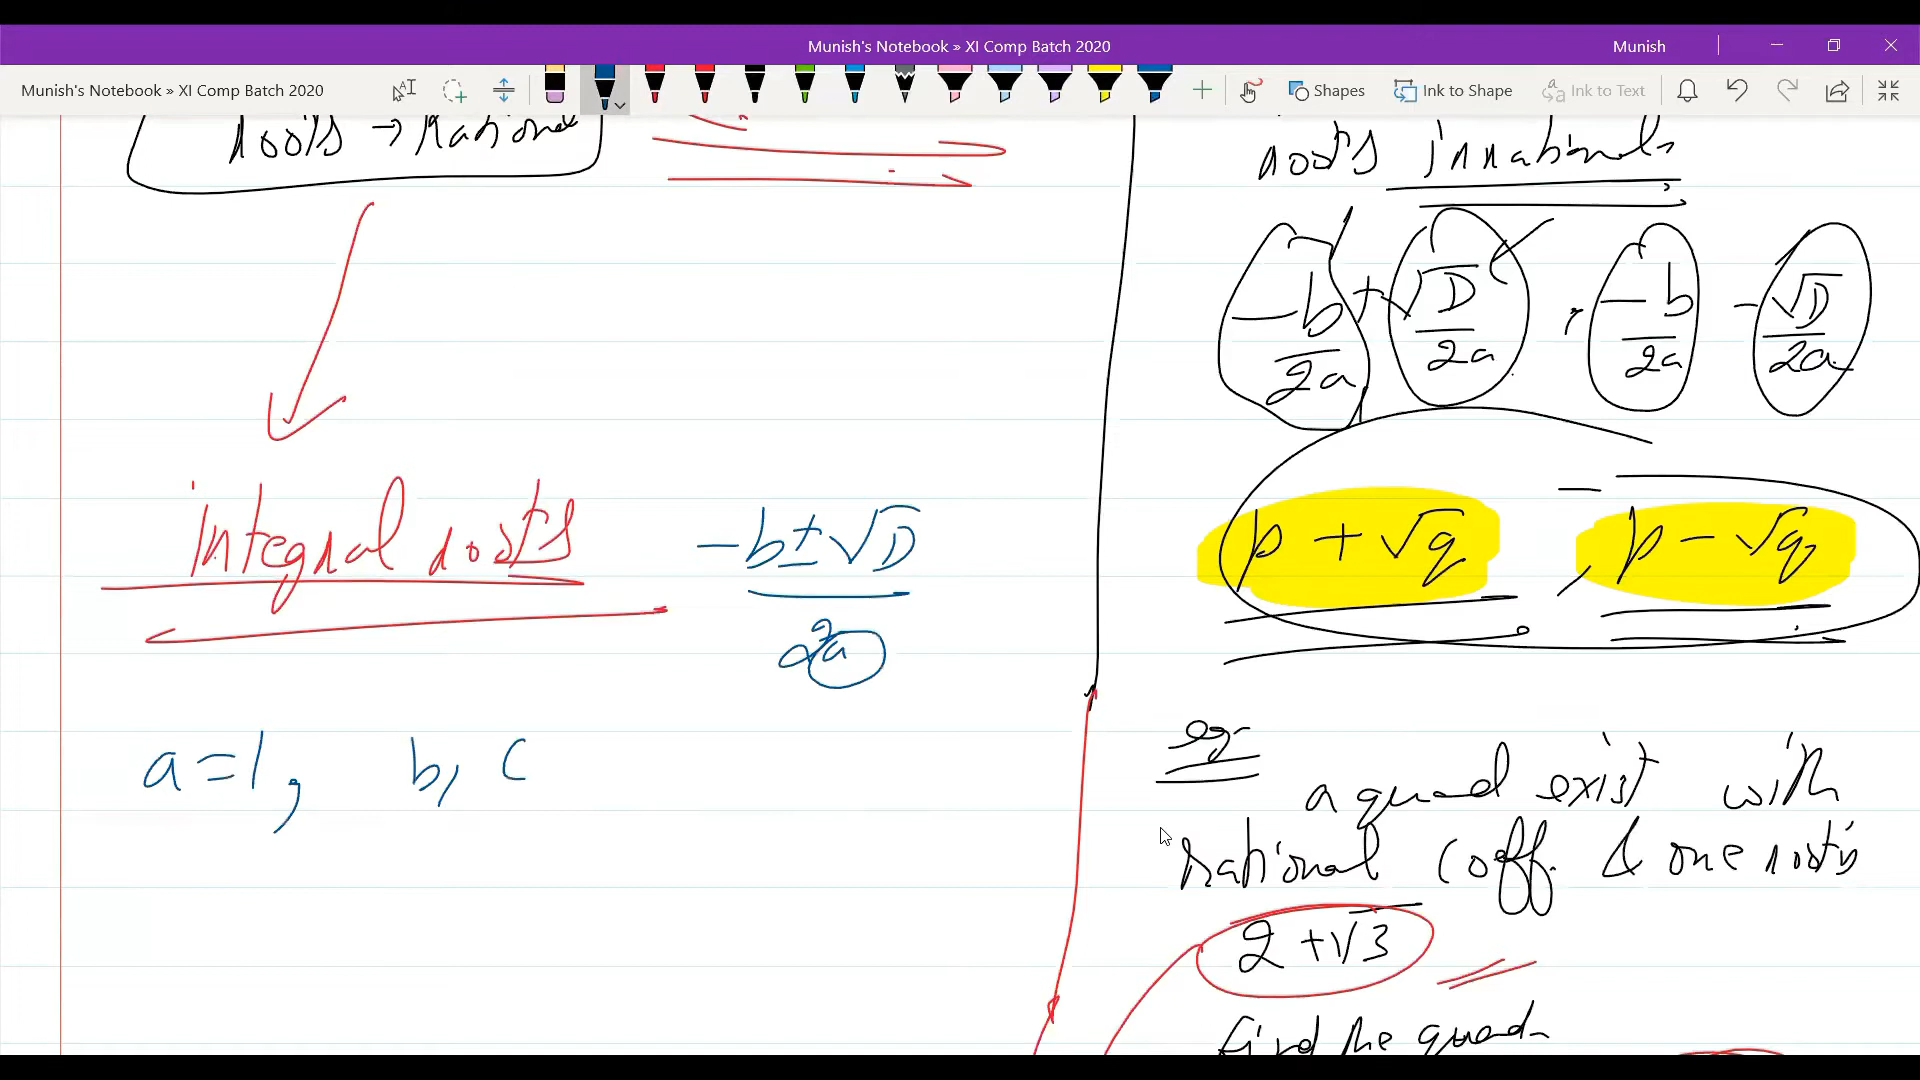 Munish's Notebook » XI Comp Batch 2020
Munish
Munish's Notebook » XI Comp Batch 2020
Shapes
Ink to Shape
Ink to Text
roots → rational
integral roots
-b ± √D
2a
a = 1, b, c
roots irrationals
-b/2a + √D/2a , -b/2a - √D/2a
p + √q , p - √q
eg-
a quad exist with
rational coff. & one root is
2 + √3
find the quad-